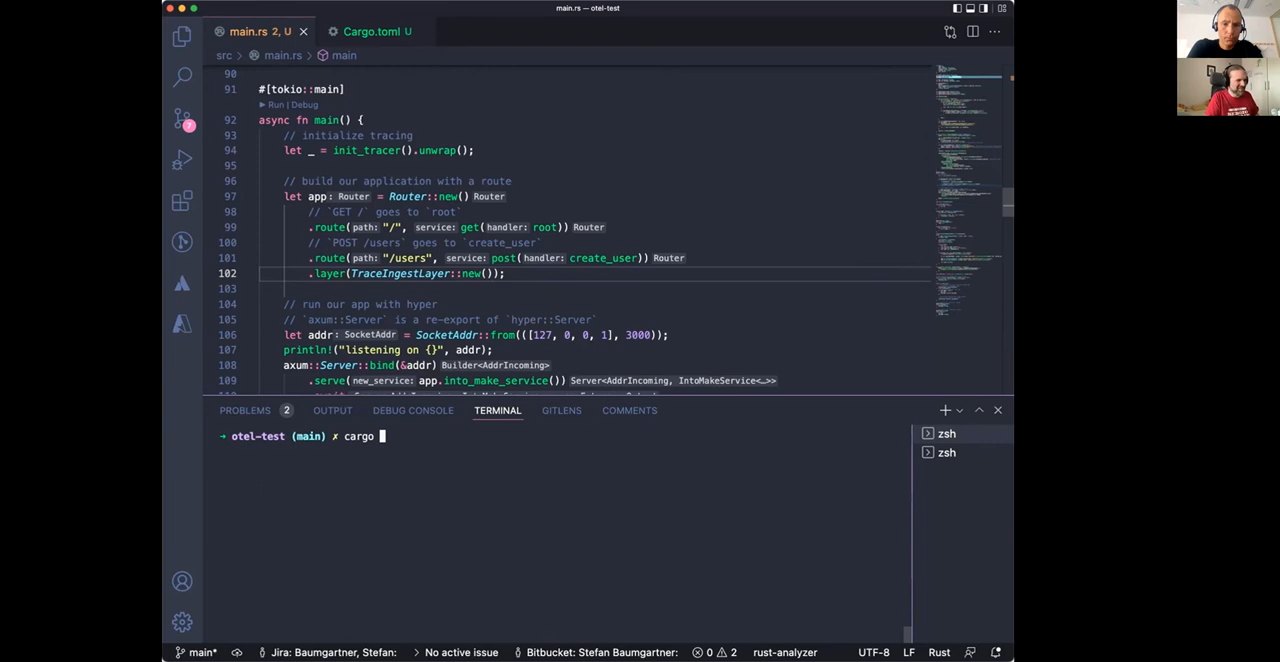 main.rs — otel-test
main.rs 2, U
Cargo.toml U
src > main.rs > main
90
91 #[tokio::main]
Run | Debug
92 async fn main() {
93 // initialize tracing
94 let _ = init_tracer().unwrap();
95
96 // build our application with a route
97 let app: Router = Router::new() Router
98 // `GET /` goes to `root`
99 .route(path: "/", service: get(handler: root)) Router
100 // `POST /users` goes to `create_user`
101 .route(path: "/users", service: post(handler: create_user)) Router
102 .layer(TraceIngestLayer::new());
103
104 // run our app with hyper
105 // `axum::Server` is a re-export of `hyper::Server`
106 let addr: SocketAddr = SocketAddr::from(([127, 0, 0, 1], 3000));
107 println!("listening on {}", addr);
108 axum::Server::bind(&addr) Builder<AddrIncoming>
109 .serve(new_service: app.into_make_service()) Server<AddrIncoming, IntoMakeService<…>>
7
PROBLEMS 2 OUTPUT DEBUG CONSOLE TERMINAL GITLENS COMMENTS
→ otel-test (main) ✗ cargo
zsh
zsh
main* Jira: Baumgartner, Stefan: No active issue Bitbucket: Stefan Baumgartner: 0 2 rust-analyzer UTF-8 LF Rust